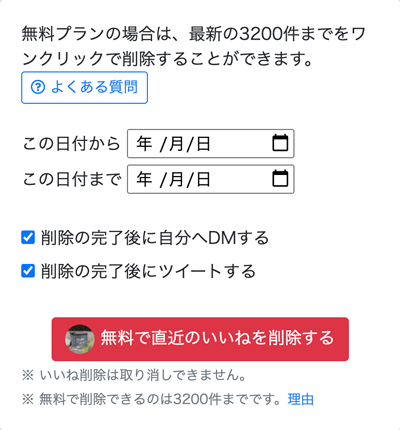 無料プランの場合は、最新の3200件までをワ
ンクリックで削除することができます。
よくある質問
この日付から 年 /月/日
この日付まで 年 /月/日
削除の完了後に自分へDMする
削除の完了後にツイートする
無料で直近のいいねを削除する
※ いいね削除は取り消しできません。
※ 無料で削除できるのは3200件までです。理由